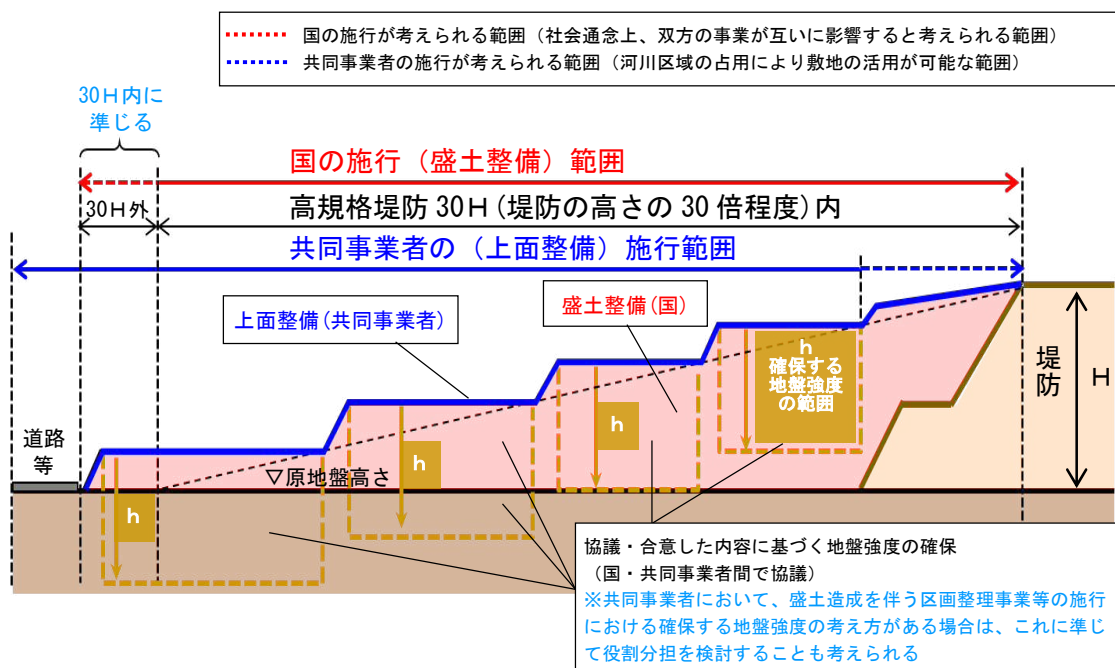 国の施行が考えられる範囲（社会通念上、双方の事業が互いに影響すると考えられる範囲）
共同事業者の施行が考えられる範囲（河川区域の占用により敷地の活用が可能な範囲）
30H内に
準じる
国の施行（盛土整備）範囲
30H外
高規格堤防30H(堤防の高さの30倍程度)内
共同事業者の（上面整備）施行範囲
上面整備(共同事業者)
盛土整備(国)
h
確保する
地盤強度
の範囲
堤防
H
h
h
h
道路
等
▽原地盤高さ
協議・合意した内容に基づく地盤強度の確保
（国・共同事業者間で協議）
※共同事業者において、盛土造成を伴う区画整理事業等の施行
における確保する地盤強度の考え方がある場合は、これに準じ
て役割分担を検討することも考えられる